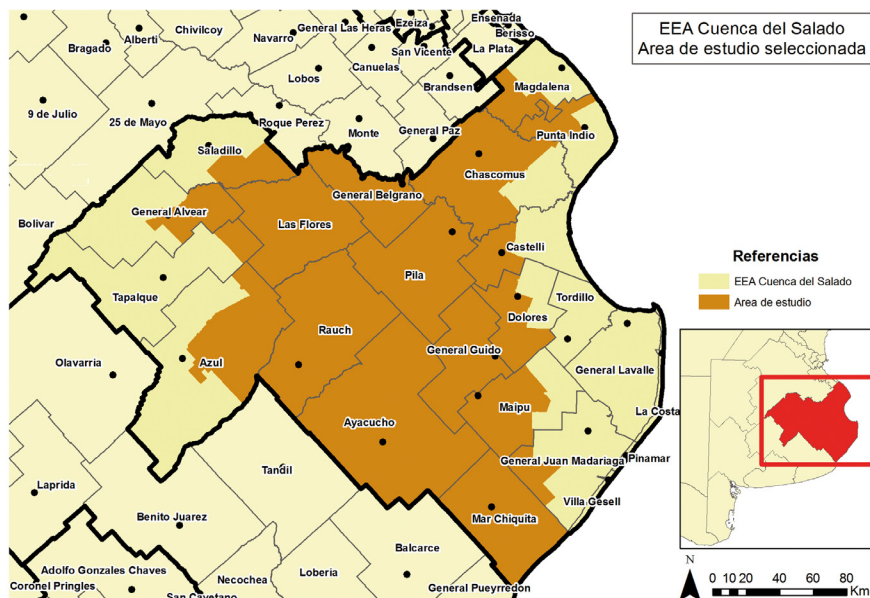 EEA Cuenca del Salado
Area de estudio seleccionada
Bragado
Alberti
Chivilcoy
Navarro
General Las Heras
Ezeiza
Ensenada
Berisso
La Plata
San Vicente
Canuelas
Lobos
Brandsen
Magdalena
9 de Julio
25 de Mayo
Roque Perez
Monte
General Paz
Punta Indio
Saladillo
Chascomus
General Belgrano
Bolivar
General Alvear
Las Flores
Castelli
Pila
Tapalque
Tordillo
Dolores
Rauch
Olavarria
Azul
General Guido
General Lavalle
Maipu
La Costa
Ayacucho
General Juan Madariaga
Pinamar
Laprida
Tandil
Villa Gesell
Benito Juarez
Mar Chiquita
Balcarce
Adolfo Gonzales Chaves
Necochea
Loberia
General Pueyrredon
Coronel Pringles
San Cayetano
Referencias
EEA Cuenca del Salado
Area de estudio
N
0 10 20 40 60 80
Km